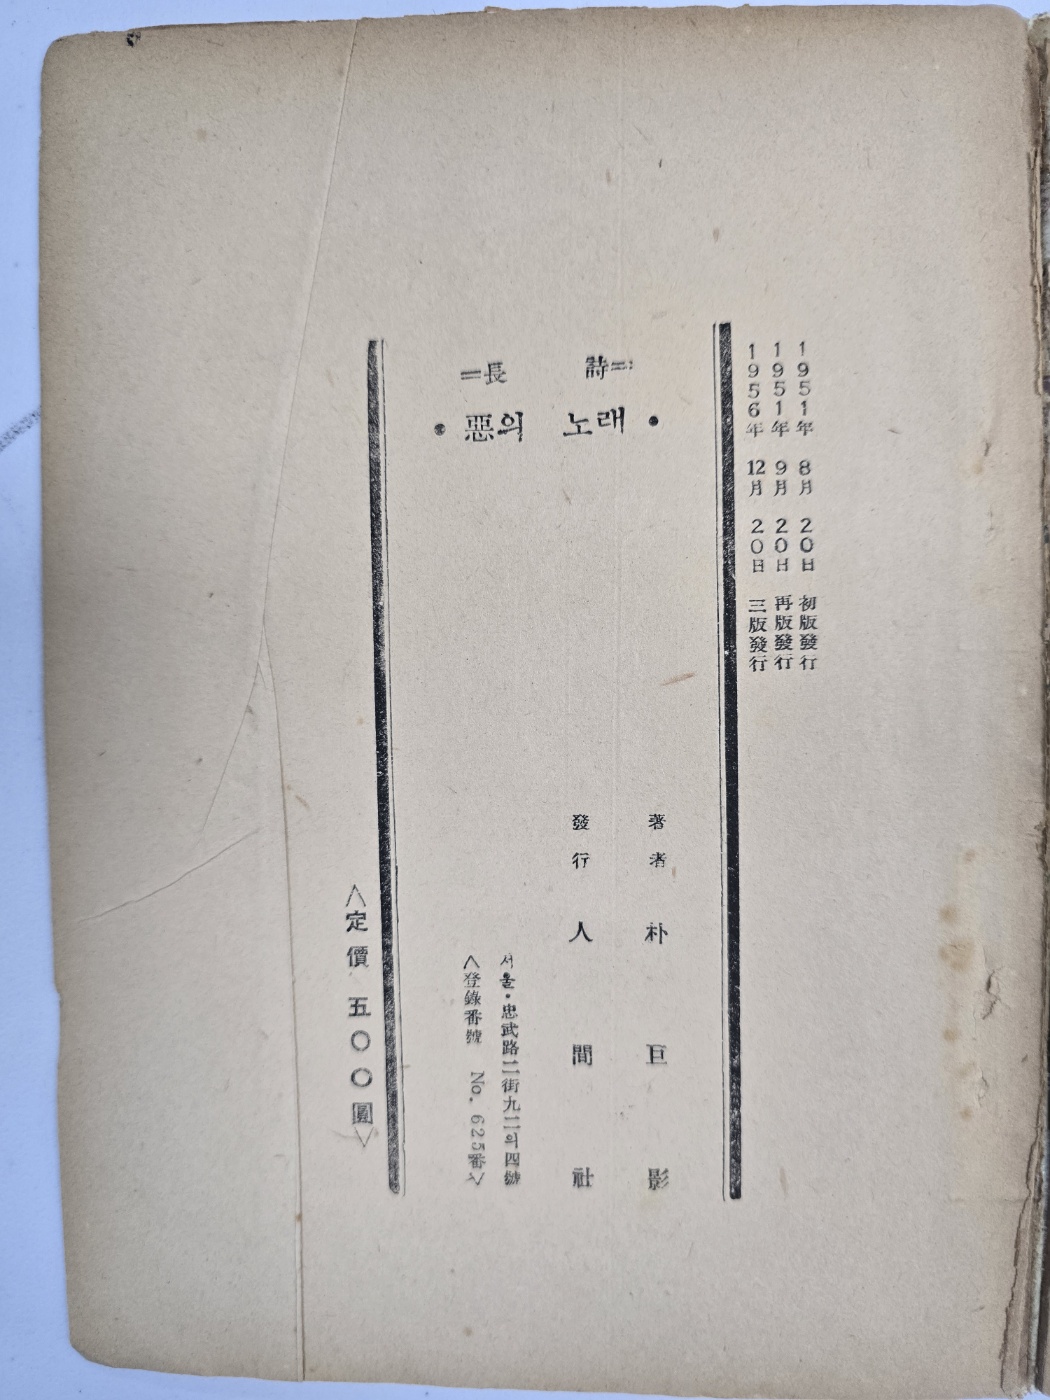 1951年 8月 20日 初版發行
1951年 9月 20日 再版發行
1956年 12月 20日 三版發行
=長 詩=
• 惡의 노래 •
著者 朴 巨 影
發行 人 間 社
서울・忠武路二街九二의四號
<登錄番號 No. 625番>
<定價 五〇〇圜>